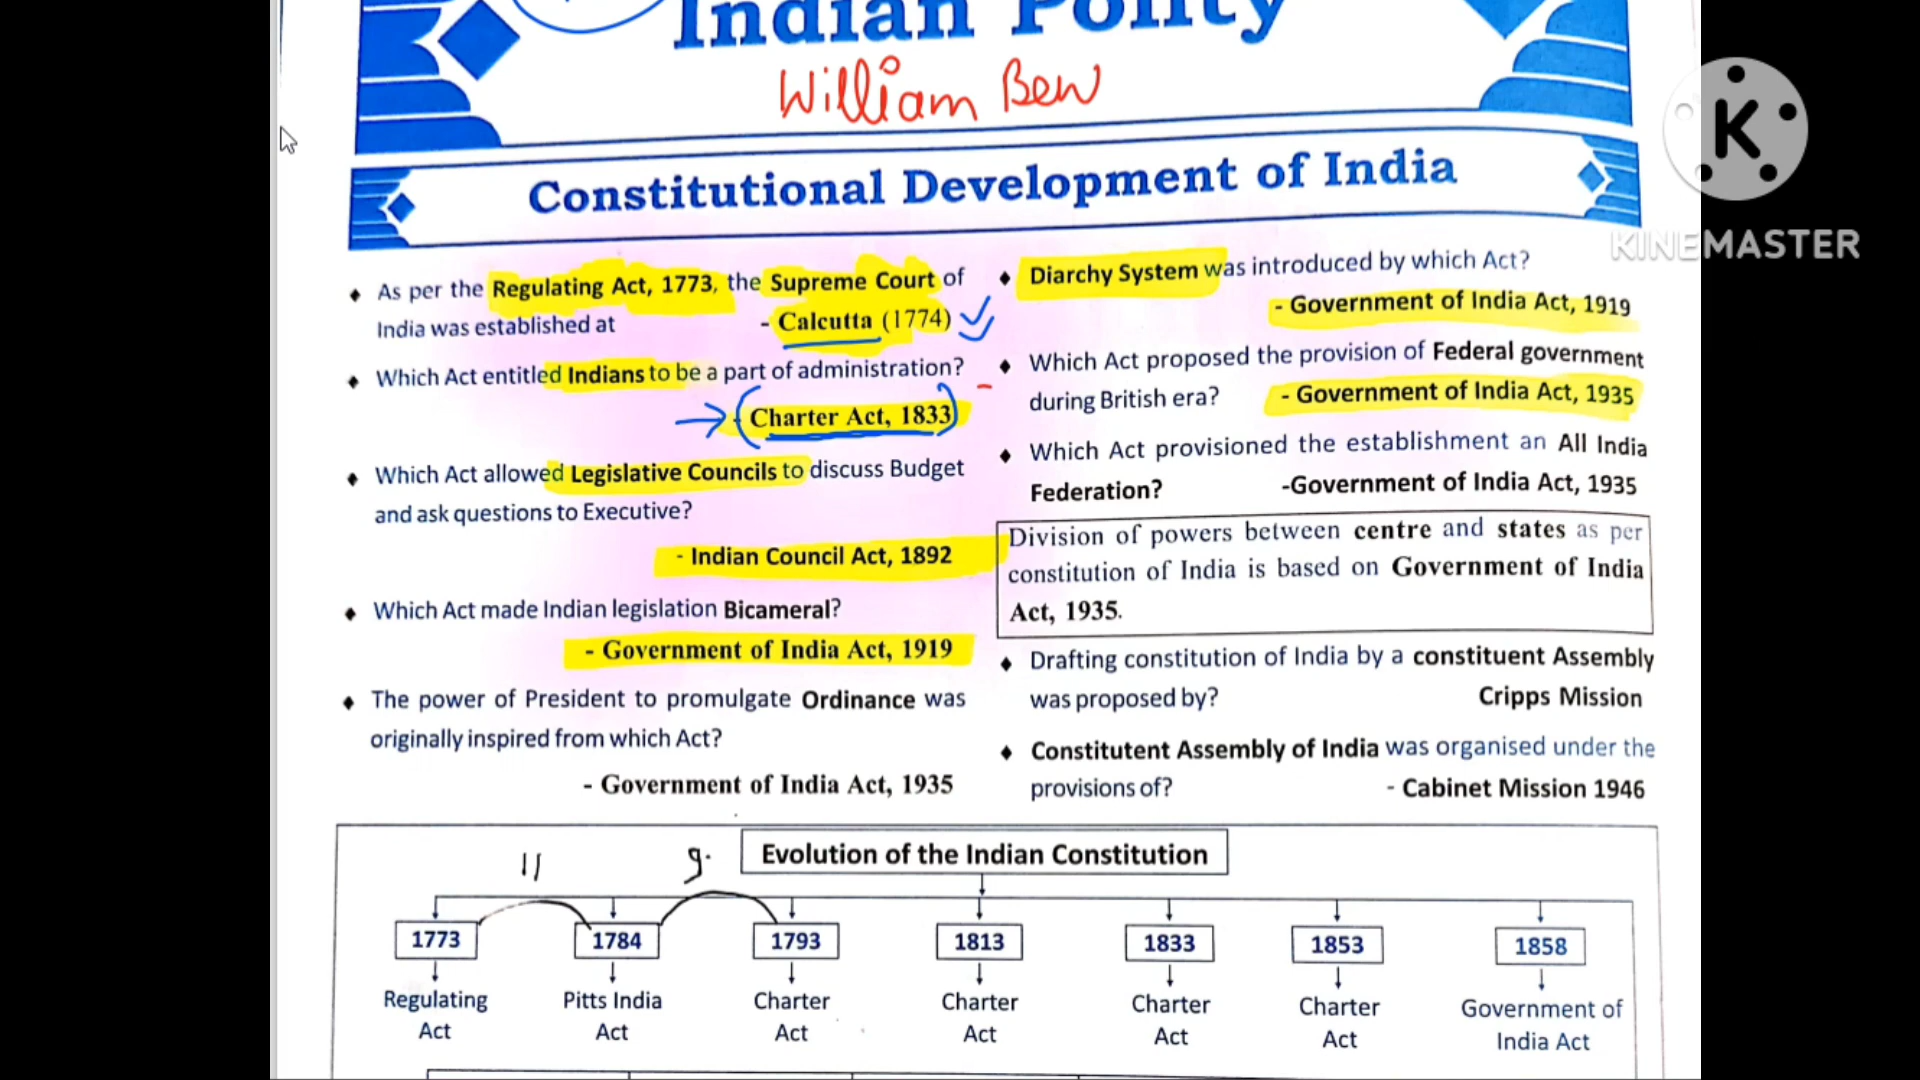 Indian Polity
William Bew
Constitutional Development of India
♦ As per the Regulating Act, 1773, the Supreme Court of
India was established at - Calcutta (1774)
♦ Which Act entitled Indians to be a part of administration?
- Charter Act, 1833
♦ Which Act allowed Legislative Councils to discuss Budget
and ask questions to Executive?
- Indian Council Act, 1892
♦ Which Act made Indian legislation Bicameral?
- Government of India Act, 1919
♦ The power of President to promulgate Ordinance was
originally inspired from which Act?
- Government of India Act, 1935
♦ Diarchy System was introduced by which Act?
- Government of India Act, 1919
♦ Which Act proposed the provision of Federal government
during British era? - Government of India Act, 1935
♦ Which Act provisioned the establishment an All India
Federation? -Government of India Act, 1935
Division of powers between centre and states as per
constitution of India is based on Government of India
Act, 1935.
♦ Drafting constitution of India by a constituent Assembly
was proposed by? Cripps Mission
♦ Constitutent Assembly of India was organised under the
provisions of? - Cabinet Mission 1946
Evolution of the Indian Constitution
11 9.
1773 1784 1793 1813 1833 1853 1858
Regulating Pitts India Charter Charter Charter Charter Government of
Act Act Act Act Act Act India Act
K
KINEMASTER